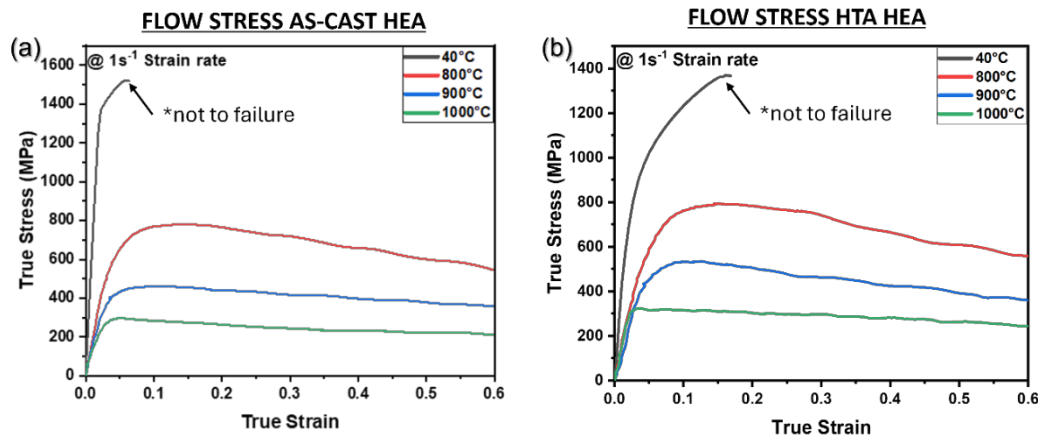 FLOW STRESS AS-CAST HEA
(a)
@ 1s⁻¹ Strain rate
40°C
800°C
900°C
1000°C
*not to failure
True Stress (MPa)
1600
1400
1200
1000
800
600
400
200
0
0.0 0.1 0.2 0.3 0.4 0.5 0.6
True Strain
FLOW STRESS HTA HEA
(b)
@ 1s⁻¹ Strain rate
40°C
800°C
900°C
1000°C
*not to failure
True Stress (MPa)
1400
1200
1000
800
600
400
200
0
0.0 0.1 0.2 0.3 0.4 0.5 0.6
True Strain